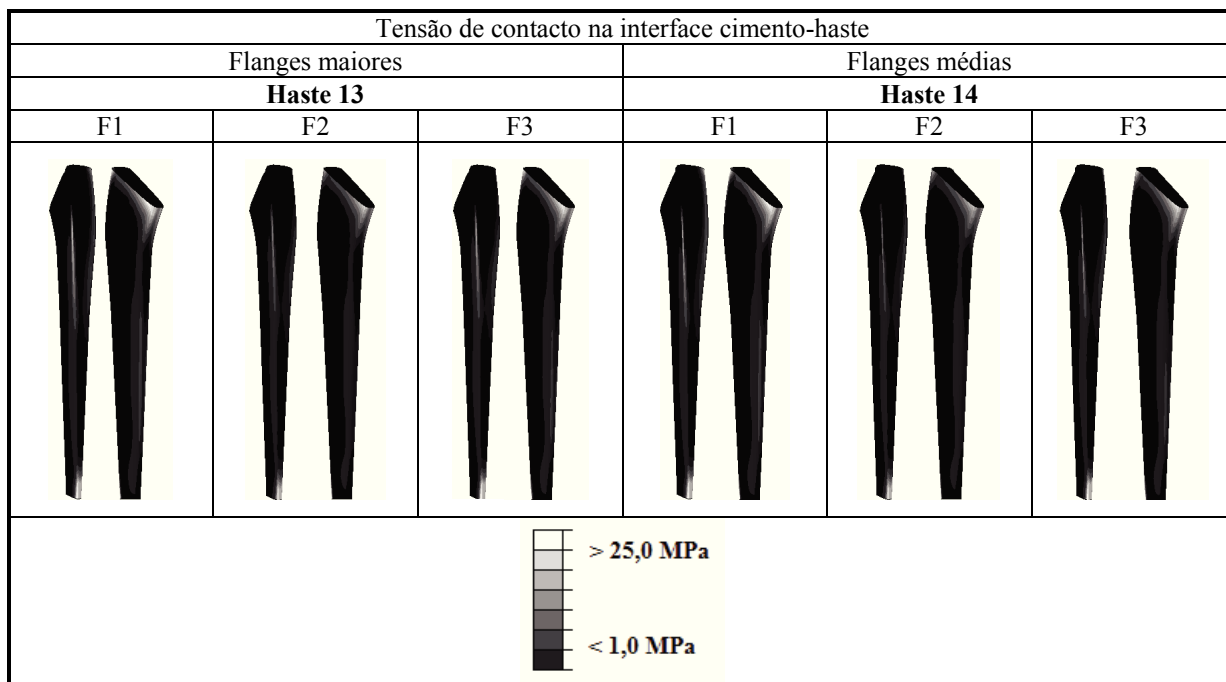 Tensão de contacto na interface cimento-haste
Flanges maiores Flanges médias
Haste 13 Haste 14
F1 F2 F3 F1 F2 F3
> 25,0 MPa
< 1,0 MPa